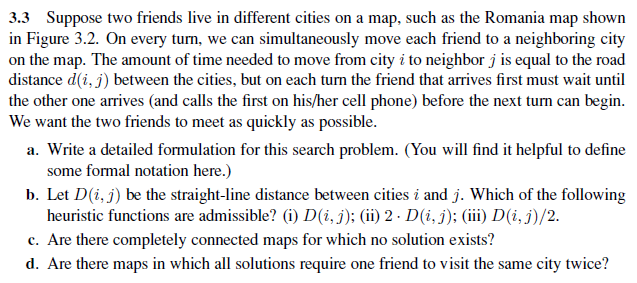 3.3 Suppose two friends live in different cities on a map, such as the Romania map shown
in Figure 3.2. On every turn, we can simultaneously move each friend to a neighboring city
on the map. The amount of time needed to move from city i to neighbor j is equal to the road
distance d(i, j) between the cities, but on each turn the friend that arrives first must wait until
the other one arrives (and calls the first on his/her cell phone) before the next turn can begin.
We want the two friends to meet as quickly as possible.
a. Write a detailed formulation for this search problem. (You will find it helpful to define
some formal notation here.)
b. Let D(i, j) be the straight-line distance between cities i and j. Which of the following
heuristic functions are admissible? (i) D(i, j); (ii) 2 · D(i, j); (iii) D(i, j)/2.
c. Are there completely connected maps for which no solution exists?
d. Are there maps in which all solutions require one friend to visit the same city twice?